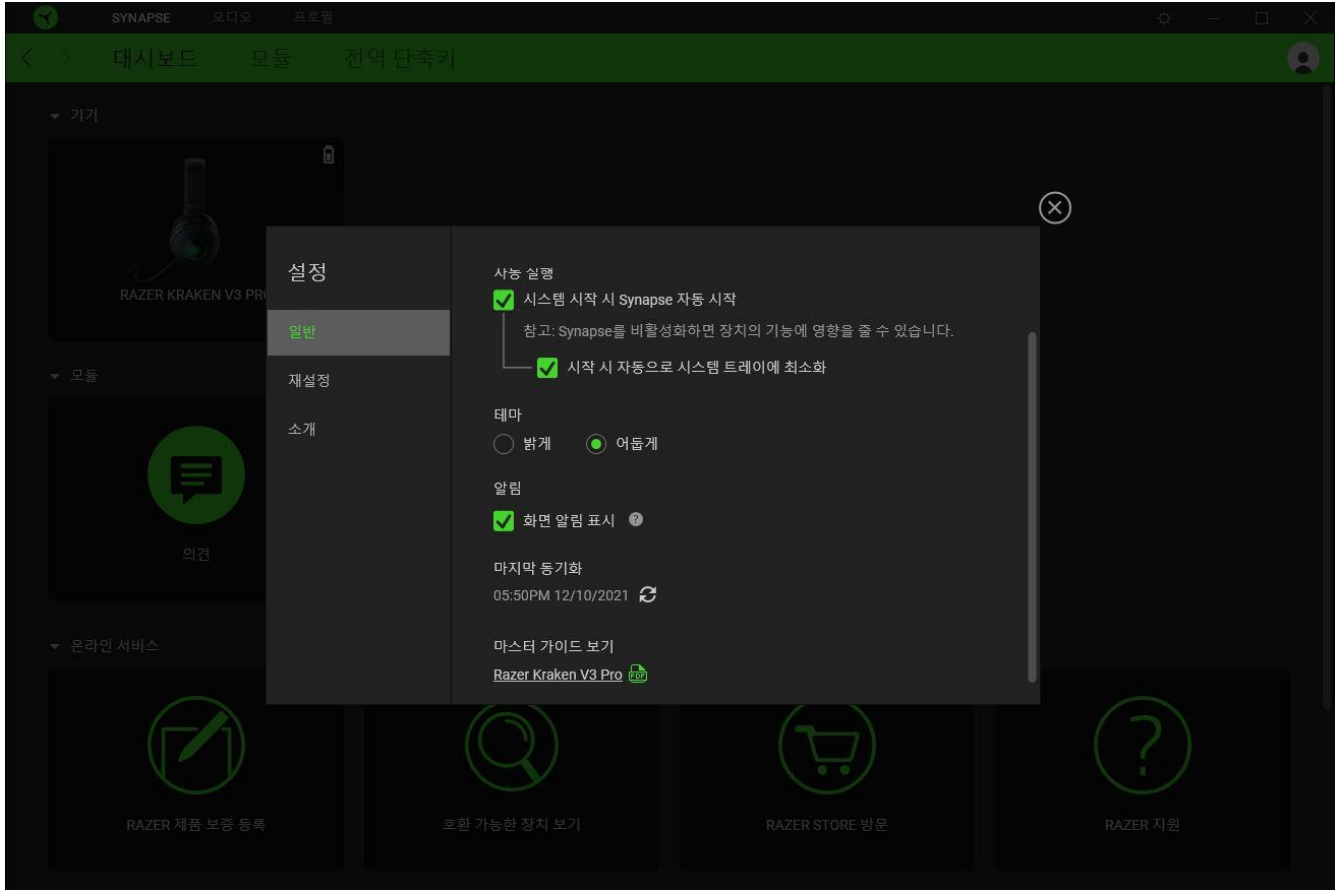 SYNAPSE 오디오 프로필
대시보드 모듈 전역 단축키
기기
RAZER KRAKEN V3 PR
모듈
의견
온라인 서비스
RAZER 제품 보증 등록
호환 가능한 장치 보기
RAZER STORE 방문
RAZER 지원
설정
일반
재설정
소개
자동 실행
시스템 시작 시 Synapse 자동 시작
참고: Synapse를 비활성화하면 장치의 기능에 영향을 줄 수 있습니다.
시작 시 자동으로 시스템 트레이에 최소화
테마
밝게 어둡게
알림
화면 알림 표시 ?
마지막 동기화
05:50PM 12/10/2021
마스터 가이드 보기
Razer Kraken V3 Pro PDF